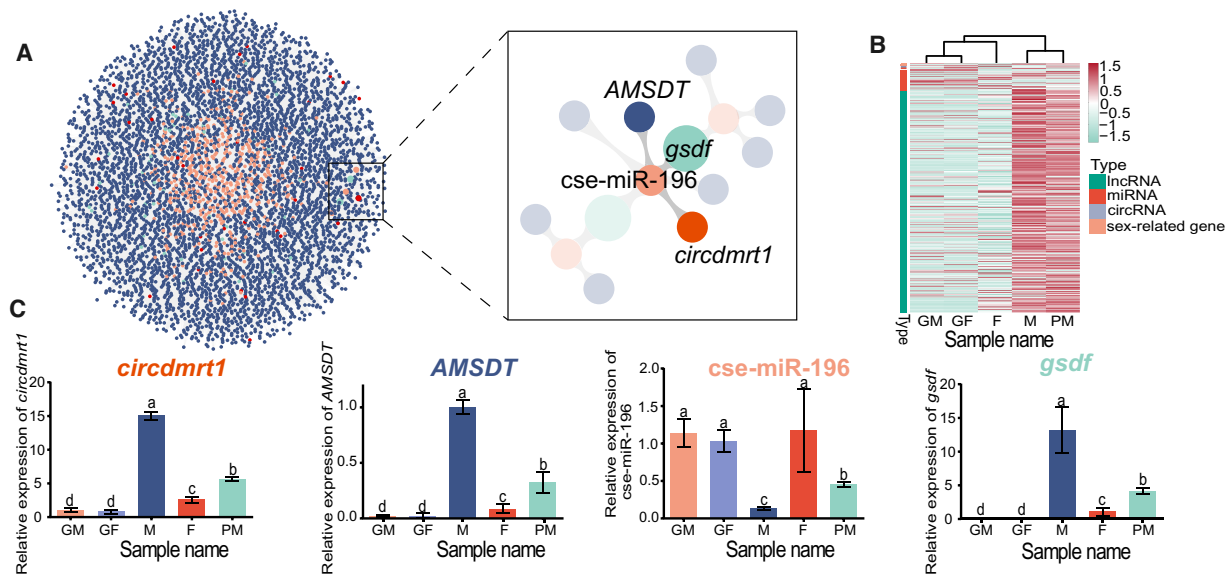 A
AMSDT
gsdf
cse-miR-196
circdmrt1
B
1.5
1.5
0
-1.5
-1.5
Type
lncRNA
miRNA
circRNA
sex-related gene
Type
GM GF F M PM
Sample name
C
circdmrt1
Relative expression of circdmrt1
20
15
10
5
0
d d a c b
GM GF M F PM
Sample name
AMSDT
Relative expression of AMSDT
1.0
0.5
0.0
d d a c b
GM GF M F PM
Sample name
cse-miR-196
Relative expression of
cse-miR-196
2.0
1.5
1.0
0.5
0.0
a a c a b
GM GF M F PM
Sample name
gsdf
Relative expression of gsdf
20
15
10
5
0
d d a c b
GM GF M F PM
Sample name